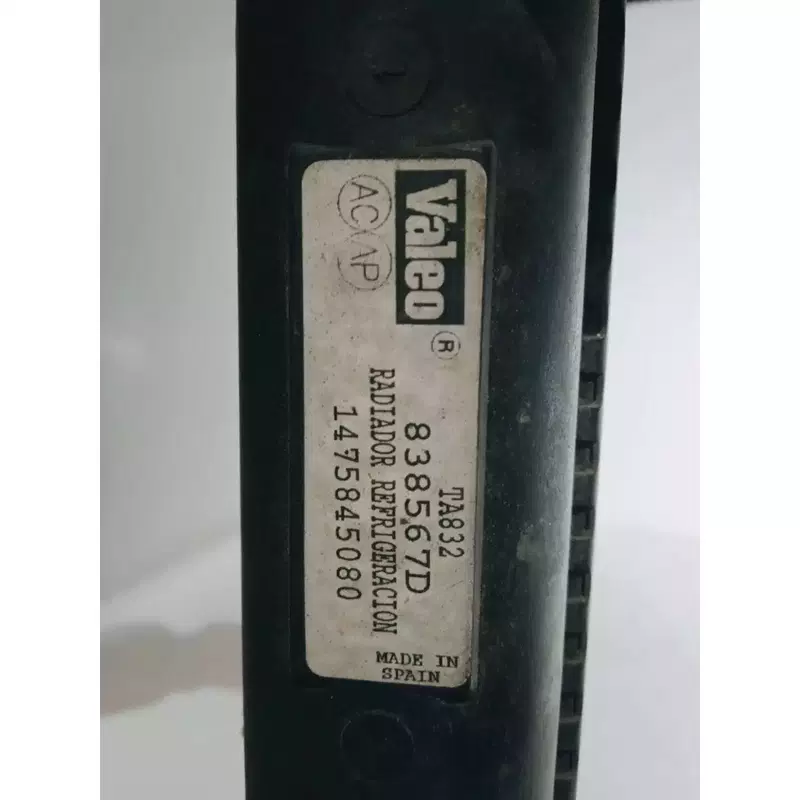 Valeo®
AC AP
TA832
838567D
RADIADOR REFRIGERACION
1475845080
MADE IN
SPAIN